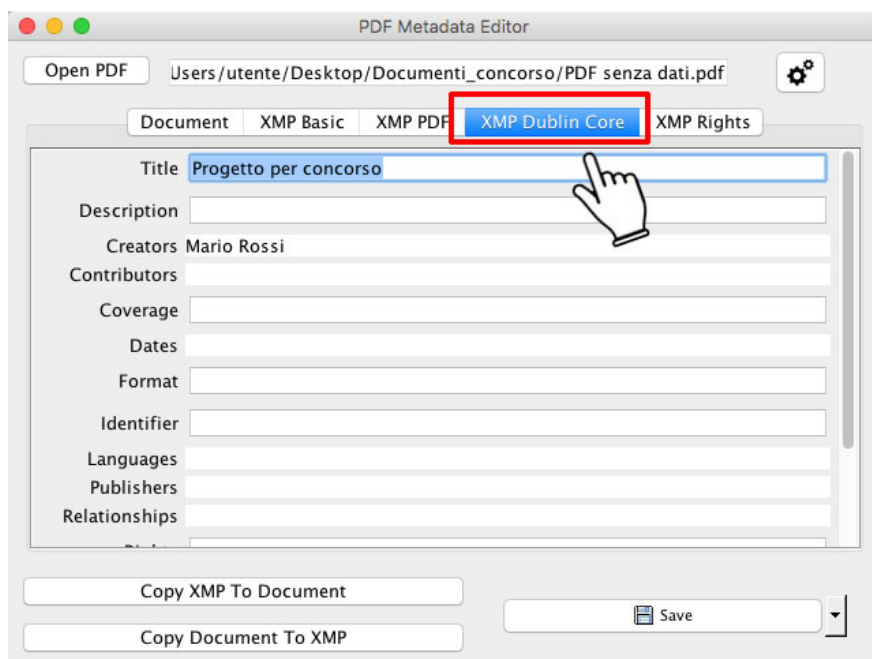 PDF Metadata Editor
Open PDF Users/utente/Desktop/Documenti_concorso/PDF senza dati.pdf
Document XMP Basic XMP PDF XMP Dublin Core XMP Rights
Title Progetto per concorso
Description
Creators Mario Rossi
Contributors
Coverage
Dates
Format
Identifier
Languages
Publishers
Relationships
Copy XMP To Document
Save
Copy Document To XMP